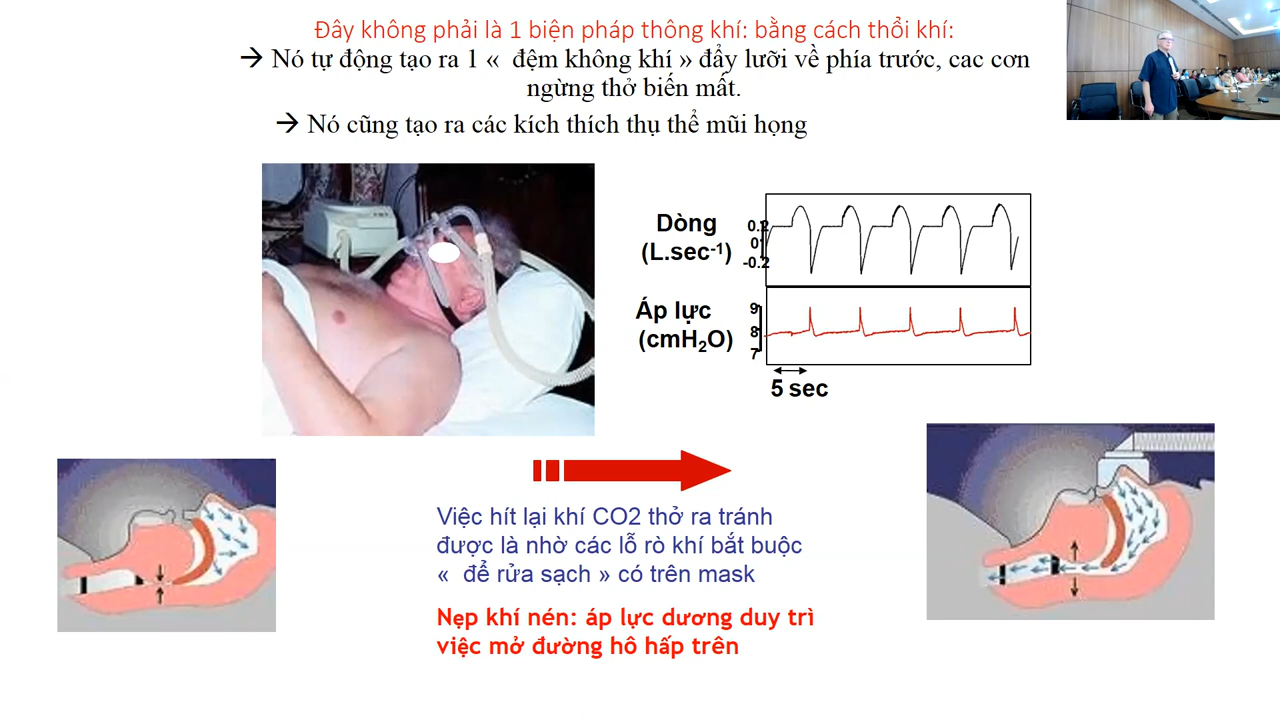 Đây không phải là 1 biện pháp thông khí: bằng cách thổi khí:
→ Nó tự động tạo ra 1 « đệm không khí » đẩy lưỡi về phía trước, cac cơn
ngừng thở biến mất.
→ Nó cũng tạo ra các kích thích thụ thể mũi họng
Dòng
(L.sec⁻¹)
0.2
0
-0.2
Áp lực
(cmH₂O)
9
8
7
5 sec
Việc hít lại khí CO2 thở ra tránh
được là nhờ các lỗ rò khí bắt buộc
« để rửa sạch » có trên mask
Nẹp khí nén: áp lực dương duy trì
việc mở đường hô hấp trên